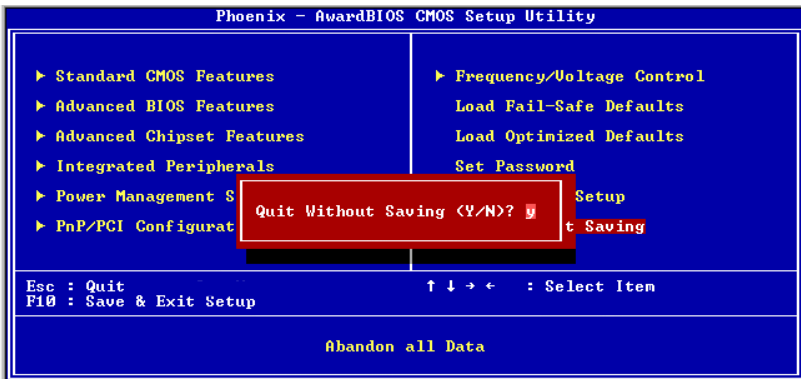 Phoenix - AwardBIOS CMOS Setup Utility
▶ Standard CMOS Features
▶ Advanced BIOS Features
▶ Advanced Chipset Features
▶ Integrated Peripherals
▶ Power Management S
▶ PnP/PCI Configurat
▶ Frequency/Voltage Control
Load Fail-Safe Defaults
Load Optimized Defaults
Set Password
Setup
t Saving
Quit Without Saving (Y/N)? y
Esc : Quit
F10 : Save & Exit Setup
↑ ↓ → ← : Select Item
Abandon all Data